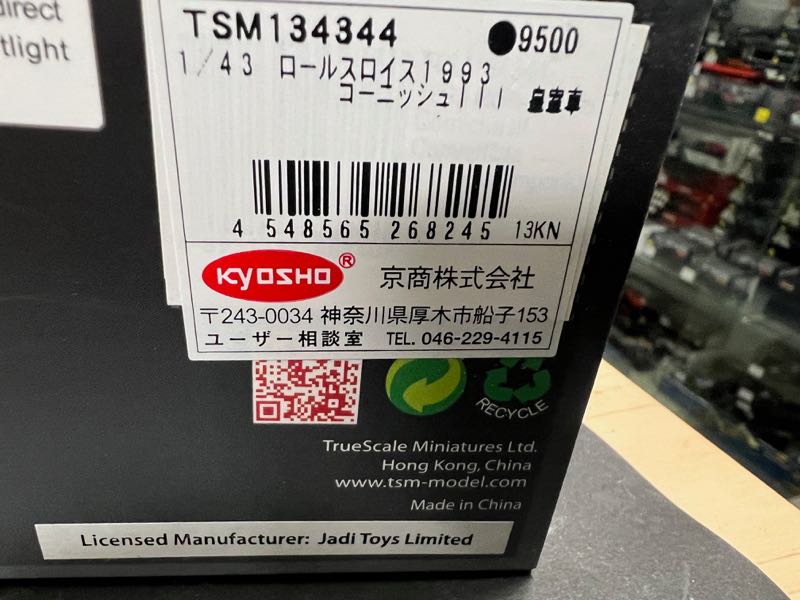 direct
tlight
TSM134344 ●9500
1/43 ロールスロイス1993
コーニッシュIII 皇室車
4 548565 268245 13KN
KYOSHO® 京商株式会社
〒243-0034 神奈川県厚木市船子153
ユーザー相談室 TEL. 046-229-4115
RECYCLE
TrueScale Miniatures Ltd.
Hong Kong, China
www.tsm-model.com
Made in China
Licensed Manufacturer: Jadi Toys Limited